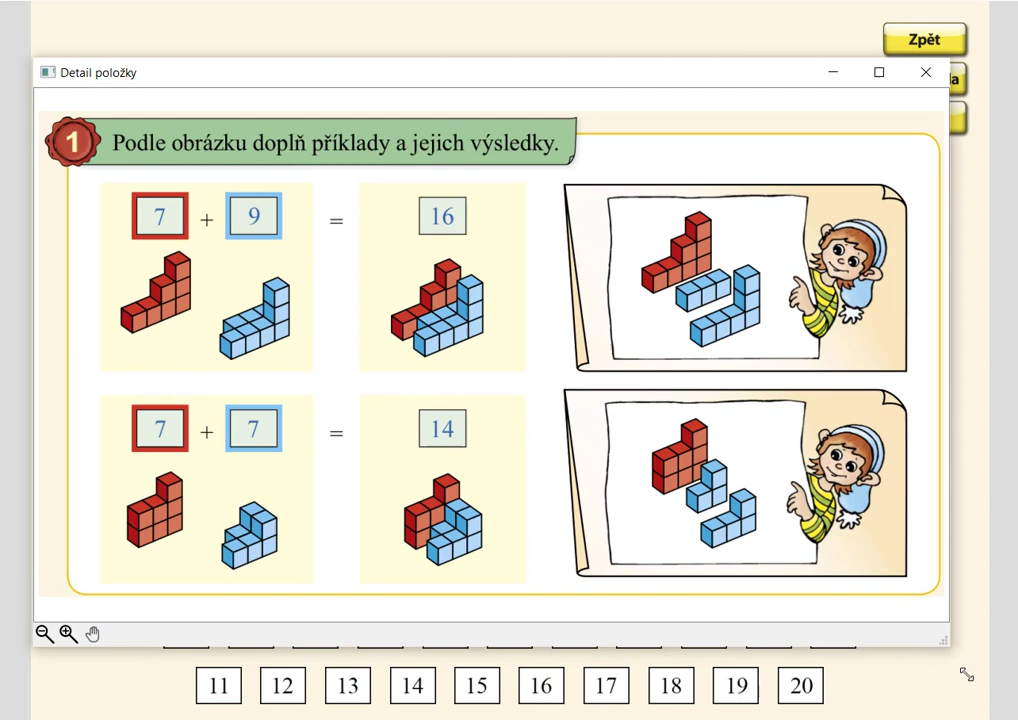 Zpět
Detail položky
la
1 Podle obrázku doplň příklady a jejich výsledky.
7 + 9 = 16
7 + 7 = 14
11 12 13 14 15 16 17 18 19 20